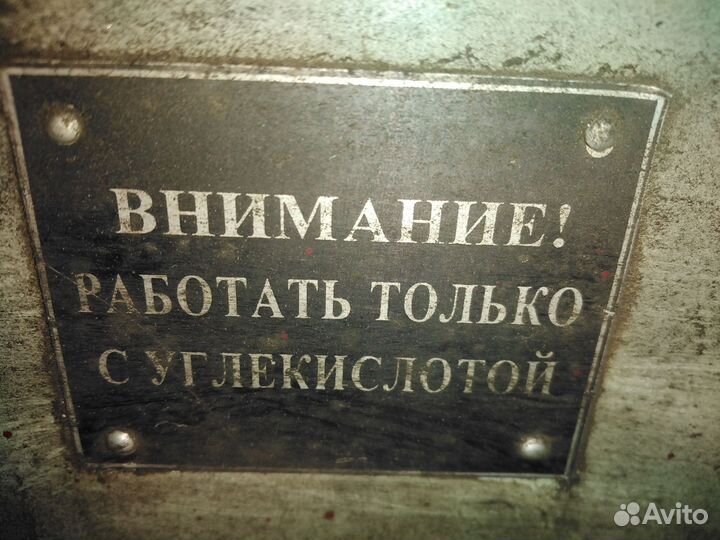 ВНИМАНИЕ!
РАБОТАТЬ ТОЛЬКО
С УГЛЕКИСЛОТОЙ
Avito